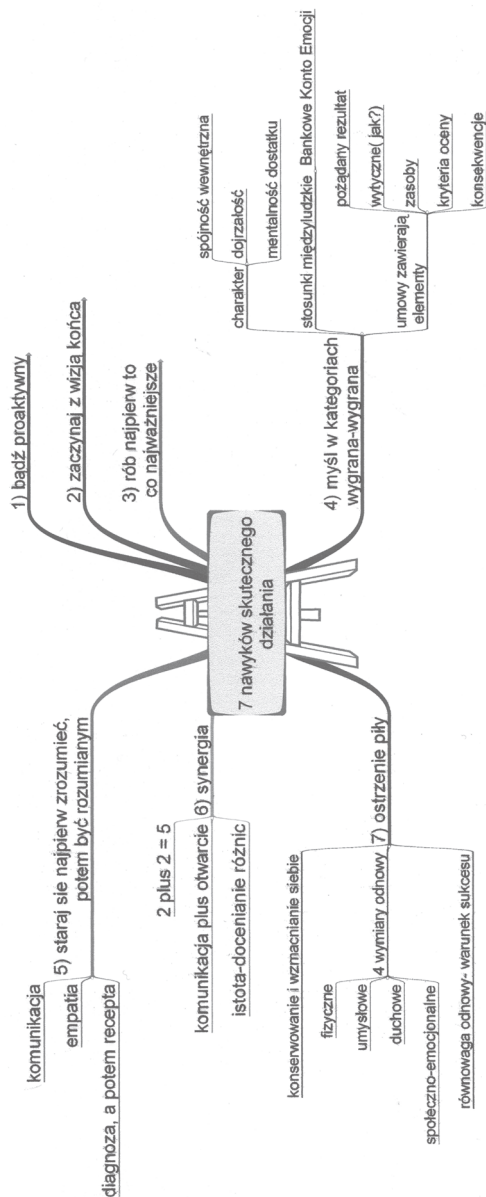 7 nawyków skutecznego
działania
1) bądź proaktywny
2) zaczynaj z wizją końca
3) rób najpierw to
co najważniejsze
4) myśl w kategoriach
wygrana-wygrana
charakter
spójność wewnętrzna
dojrzałość
mentalność dostatku
stosunki międzyludzkie
Bankowe Konto Emocji
umowy zawierają
elementy
pożądany rezultat
wytyczne( jak?)
zasoby
kryteria oceny
konsekwencje
5) staraj sie najpierw zrozumieć,
potem być rozumianym
komunikacja
empatia
diagnoza, a potem recepta
6) synergia
2 plus 2 = 5
komunikacja plus otwarcie
istota-docenianie różnic
7) ostrzenie piły
konserwowanie i wzmacnianie siebie
4 wymiary odnowy
fizyczne
umysłowe
duchowe
społeczno-emocjonalne
równowaga odnowy- warunek sukcesu